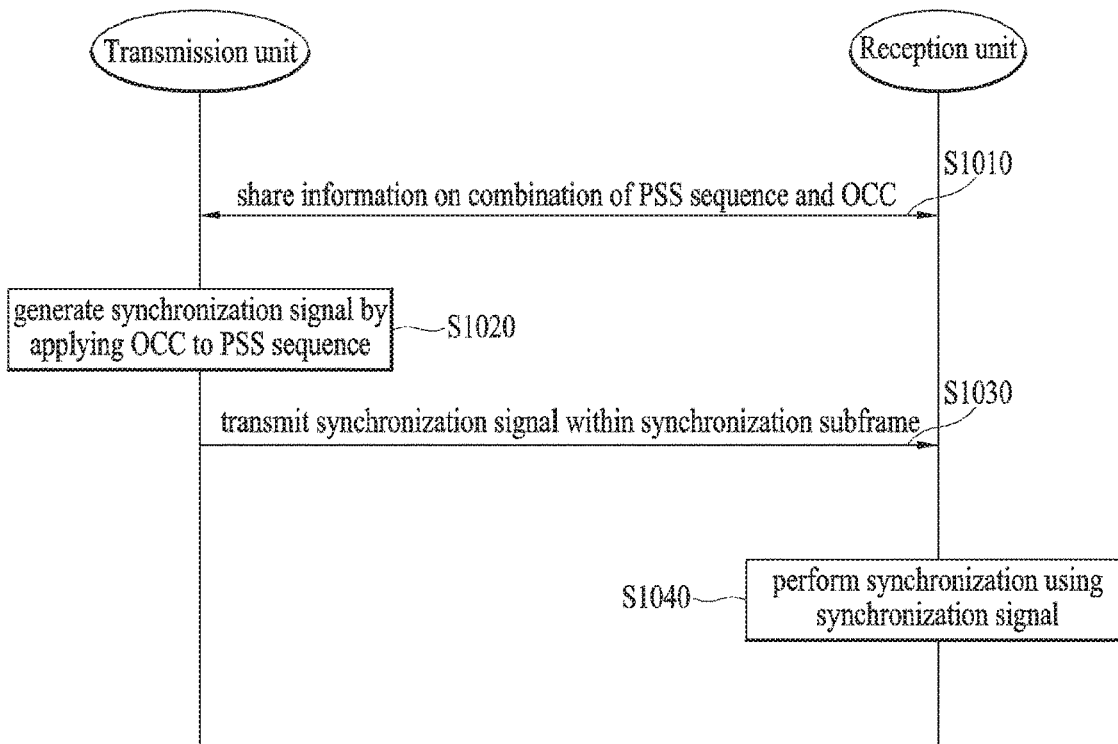 Transmission unit
Reception unit
S1010
share information on combination of PSS sequence and OCC
generate synchronization signal by
applying OCC to PSS sequence
S1020
S1030
transmit synchronization signal within synchronization subframe
perform synchronization using
synchronization signal
S1040